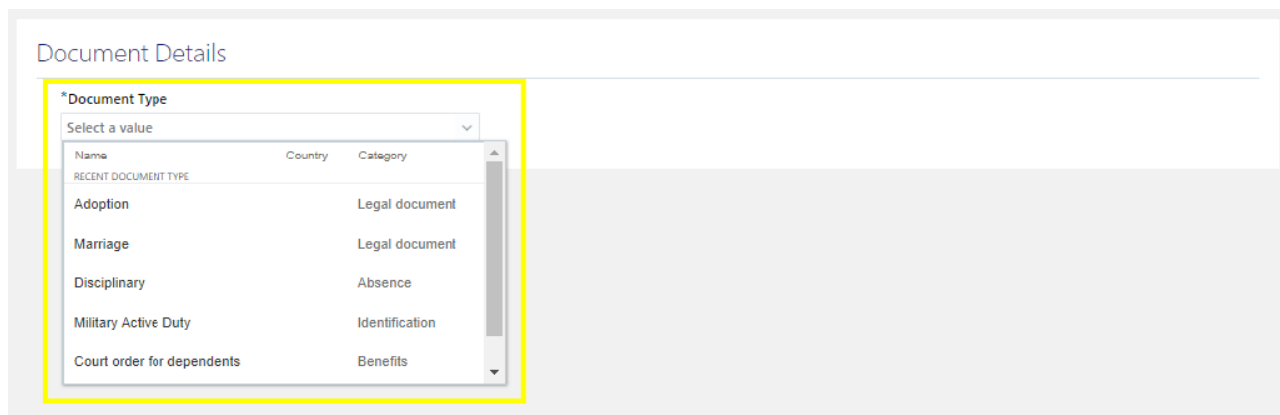 Document Details
*Document Type
Select a value
Name Country Category
RECENT DOCUMENT TYPE
Adoption Legal document
Marriage Legal document
Disciplinary Absence
Military Active Duty Identification
Court order for dependents Benefits